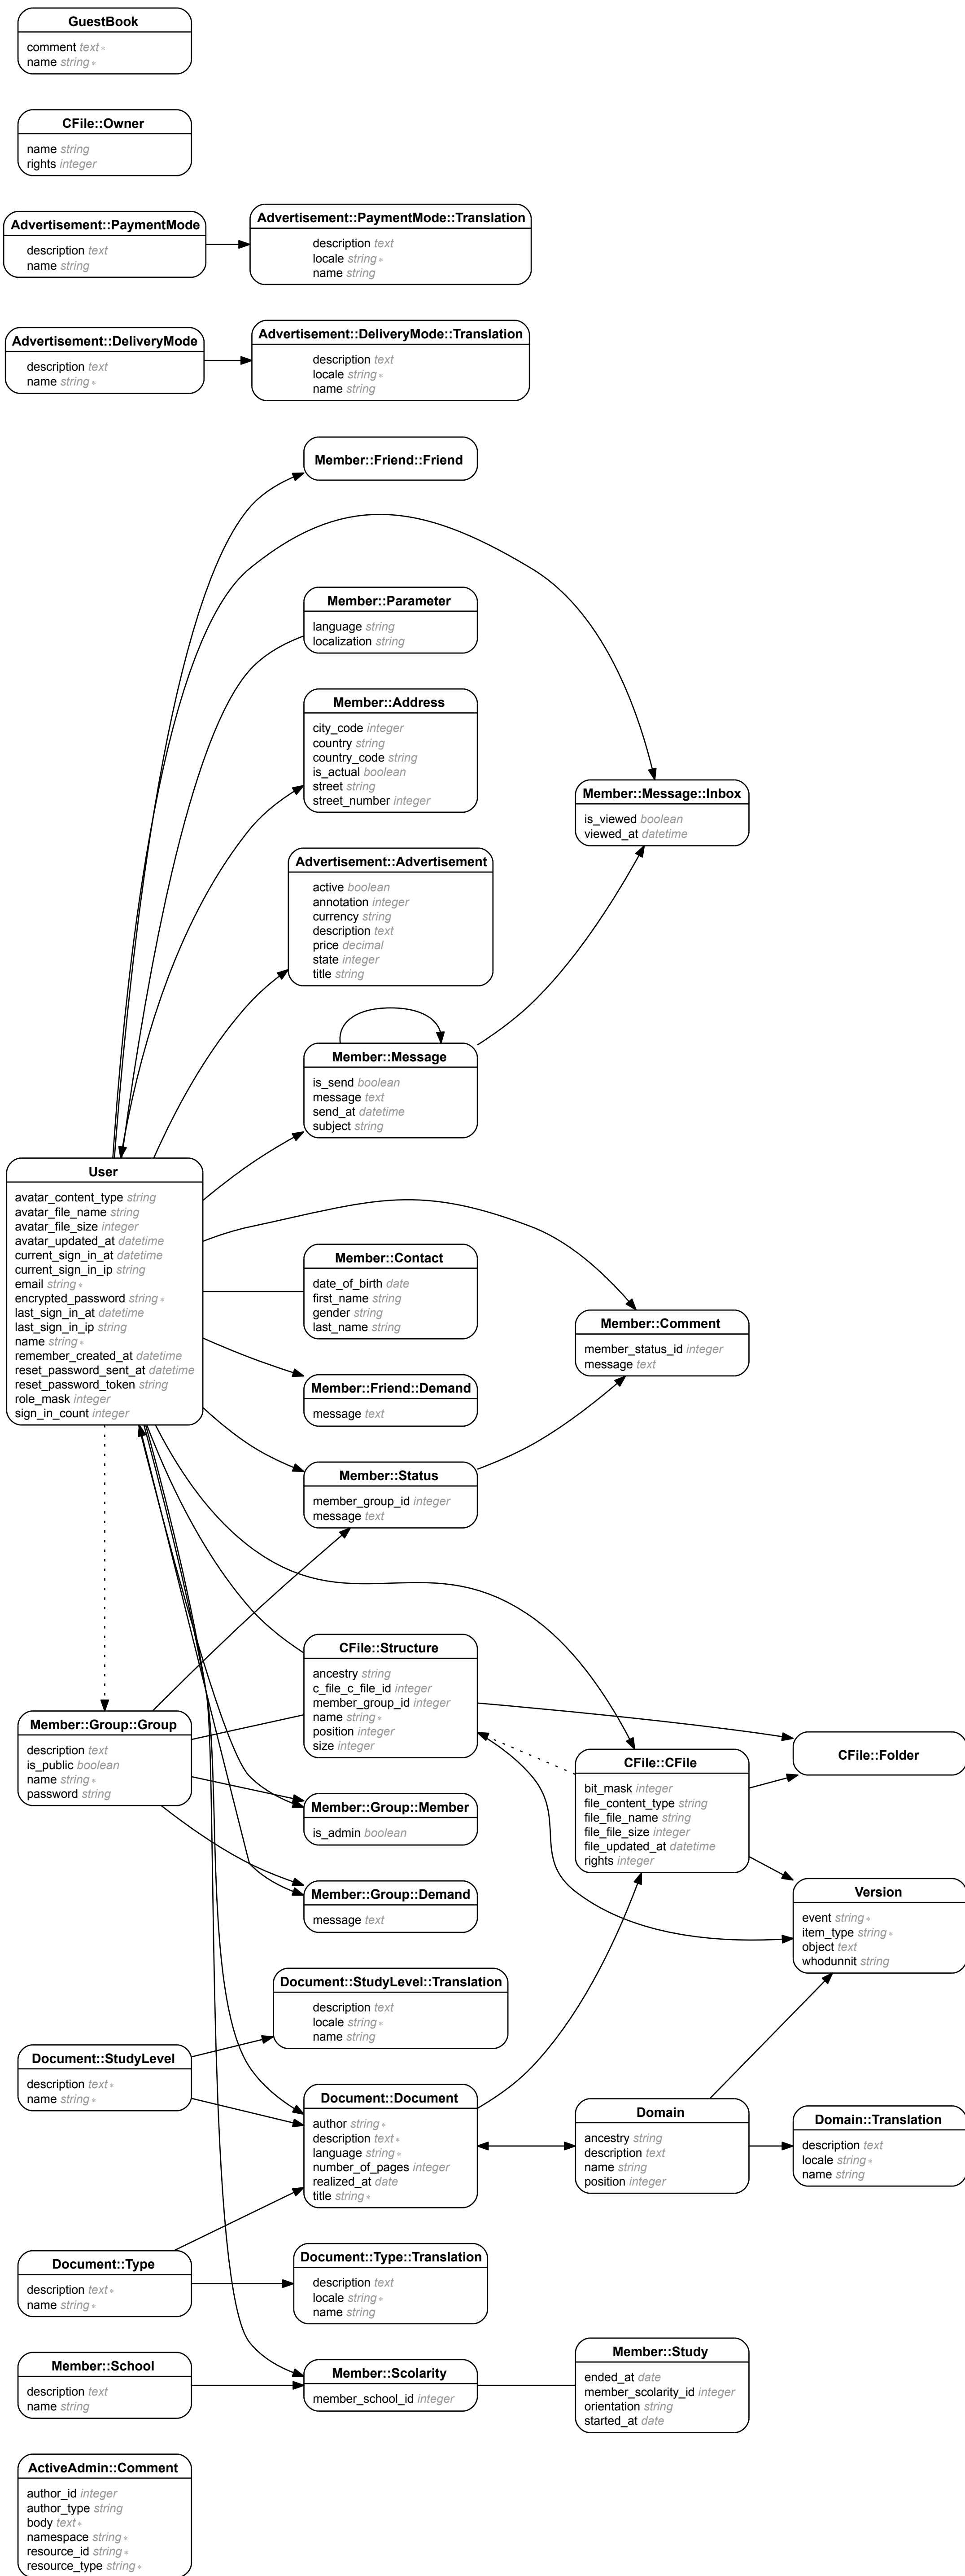 GuestBook
comment text ∗
name string ∗
CFile::Owner
name string
rights integer
Advertisement::PaymentMode
description text
name string
Advertisement::PaymentMode::Translation
description text
locale string ∗
name string
Advertisement::DeliveryMode
description text
name string ∗
Advertisement::DeliveryMode::Translation
description text
locale string ∗
name string
Member::Friend::Friend
Member::Parameter
language string
localization string
Member::Address
city_code integer
country string
country_code string
is_actual boolean
street string
street_number integer
Member::Message::Inbox
is_viewed boolean
viewed_at datetime
Advertisement::Advertisement
active boolean
annotation integer
currency string
description text
price decimal
state integer
title string
Member::Message
is_send boolean
message text
send_at datetime
subject string
User
avatar_content_type string
avatar_file_name string
avatar_file_size integer
avatar_updated_at datetime
current_sign_in_at datetime
current_sign_in_ip string
email string ∗
encrypted_password string ∗
last_sign_in_at datetime
last_sign_in_ip string
name string ∗
remember_created_at datetime
reset_password_sent_at datetime
reset_password_token string
role_mask integer
sign_in_count integer
Member::Contact
date_of_birth date
first_name string
gender string
last_name string
Member::Comment
member_status_id integer
message text
Member::Friend::Demand
message text
Member::Status
member_group_id integer
message text
CFile::Structure
ancestry string
c_file_c_file_id integer
member_group_id integer
name string ∗
position integer
size integer
Member::Group::Group
description text
is_public boolean
name string ∗
password string
CFile::Folder
CFile::CFile
bit_mask integer
file_content_type string
file_file_name string
file_file_size integer
file_updated_at datetime
rights integer
Member::Group::Member
is_admin boolean
Member::Group::Demand
message text
Version
event string ∗
item_type string ∗
object text
whodunnit string
Document::StudyLevel::Translation
description text
locale string ∗
name string
Document::StudyLevel
description text ∗
name string ∗
Document::Document
author string ∗
description text ∗
language string ∗
number_of_pages integer
realized_at date
title string ∗
Domain
ancestry string
description text
name string
position integer
Domain::Translation
description text
locale string ∗
name string
Document::Type
description text ∗
name string ∗
Document::Type::Translation
description text
locale string ∗
name string
Member::School
description text
name string
Member::Scolarity
member_school_id integer
Member::Study
ended_at date
member_scolarity_id integer
orientation string
started_at date
ActiveAdmin::Comment
author_id integer
author_type string
body text ∗
namespace string ∗
resource_id string ∗
resource_type string ∗